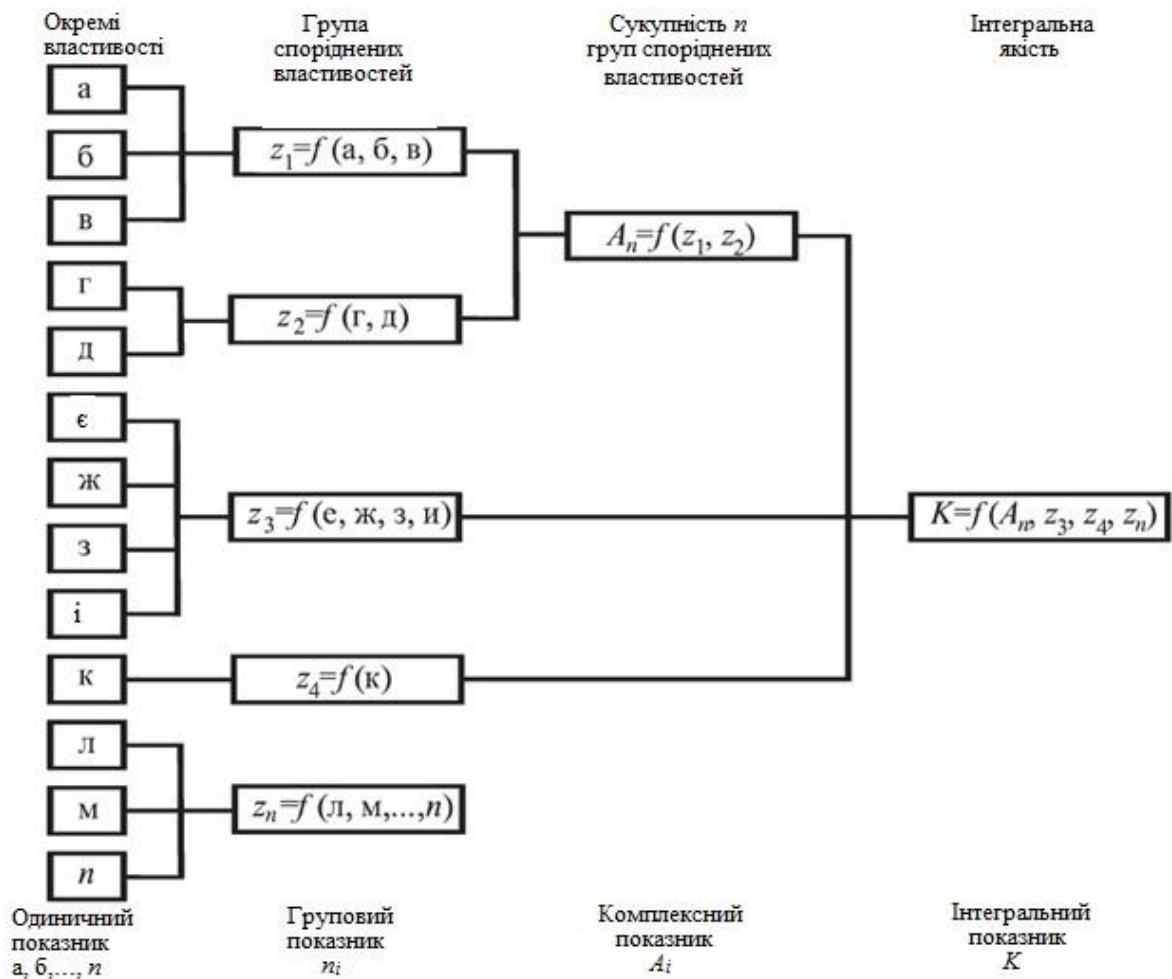 Окремі
властивості
Група
споріднених
властивостей
Сукупність n
груп споріднених
властивостей
Інтегральна
якість
а
б
в
г
д
є
ж
з
і
к
л
м
n
z₁=f (а, б, в)
z₂=f (г, д)
z₃=f (е, ж, з, и)
z₄=f (к)
zₙ=f (л, м,...,n)
Aₙ=f (z₁, z₂)
K=f (Aₙ, z₃, z₄, zₙ)
Одиничний
показник
а, б,..., n
Груповий
показник
nᵢ
Комплексний
показник
Aᵢ
Інтегральний
показник
K